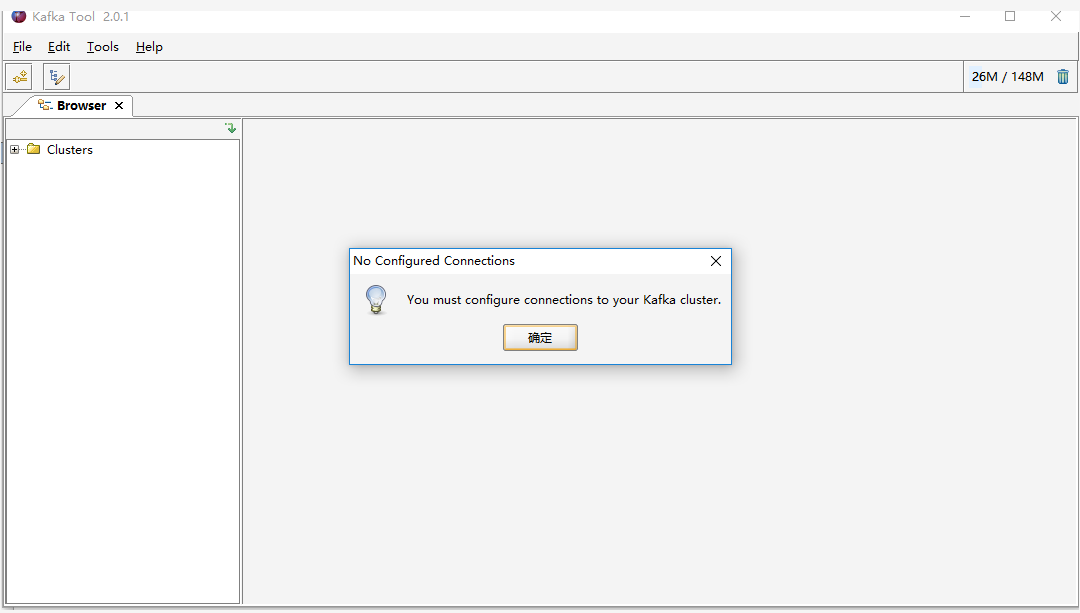 Kafka Tool 2.0.1
File Edit Tools Help
26M / 148M
Browser
Clusters
No Configured Connections
You must configure connections to your Kafka cluster.
确定